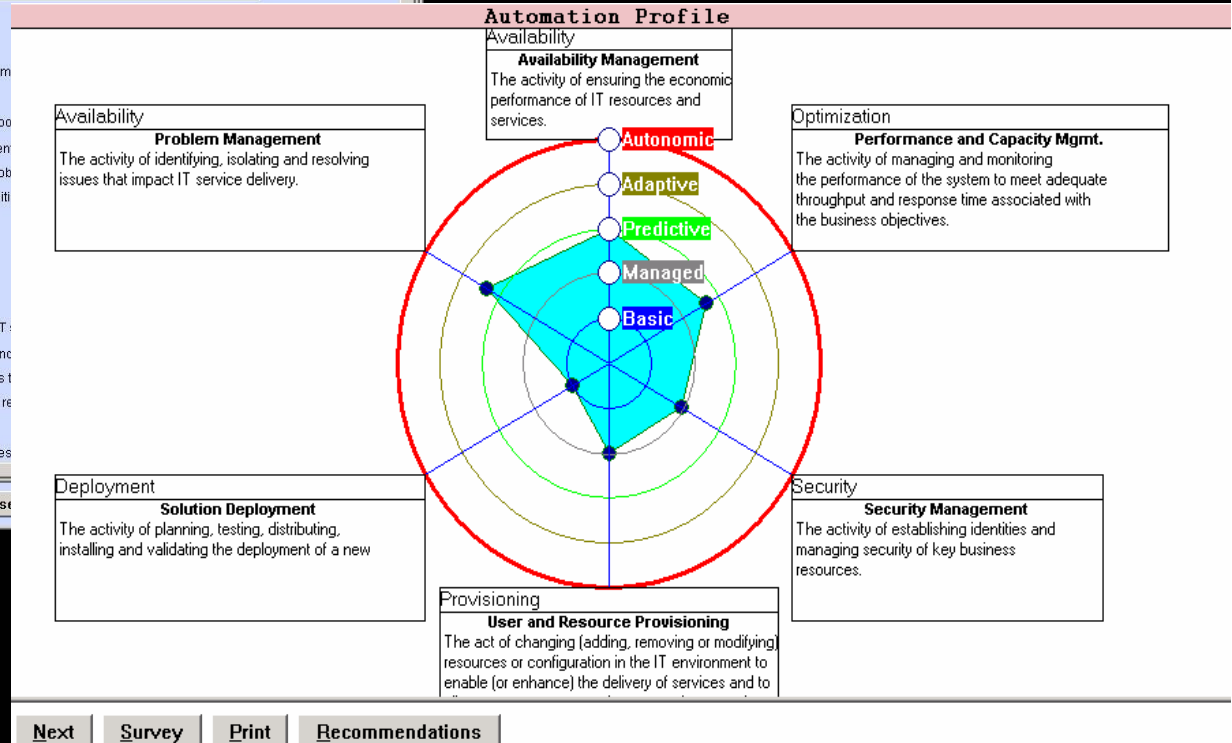 Automation Profile
Availability
Availability Management
The activity of ensuring the economic
performance of IT resources and
services.
Availability
Problem Management
The activity of identifying, isolating and resolving
issues that impact IT service delivery.
Optimization
Performance and Capacity Mgmt.
The activity of managing and monitoring
the performance of the system to meet adequate
throughput and response time associated with
the business objectives.
Autonomic
Adaptive
Predictive
Managed
Basic
Deployment
Solution Deployment
The activity of planning, testing, distributing,
installing and validating the deployment of a new
Security
Security Management
The activity of establishing identities and
managing security of key business
resources.
Provisioning
User and Resource Provisioning
The act of changing (adding, removing or modifying)
resources or configuration in the IT environment to
enable (or enhance) the delivery of services and to
Next
Survey
Print
Recommendations